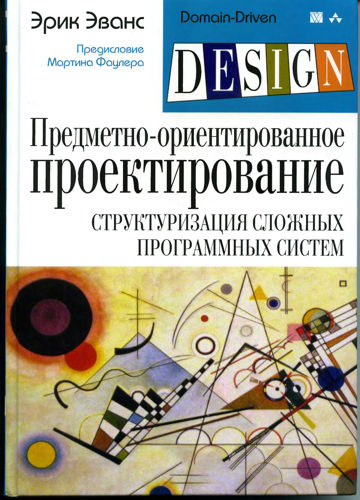 Эрик Эванс
Предисловие
Мартина Фаулера
Domain-Driven
DESIGN
Предметно-ориентированное
проектирование
СТРУКТУРИЗАЦИЯ СЛОЖНЫХ
ПРОГРАММНЫХ СИСТЕМ